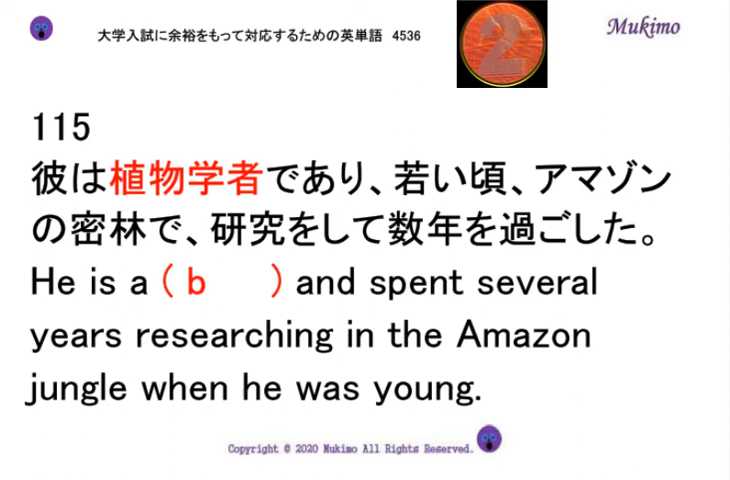 大学入試に余裕をもって対応するための英単語 4536
2
Mukimo
115
彼は植物学者であり、若い頃、アマゾン
の密林で、研究をして数年を過ごした。
He is a ( b ) and spent several
years researching in the Amazon
jungle when he was young.
Copyright © 2020 Mukimo All Rights Reserved.